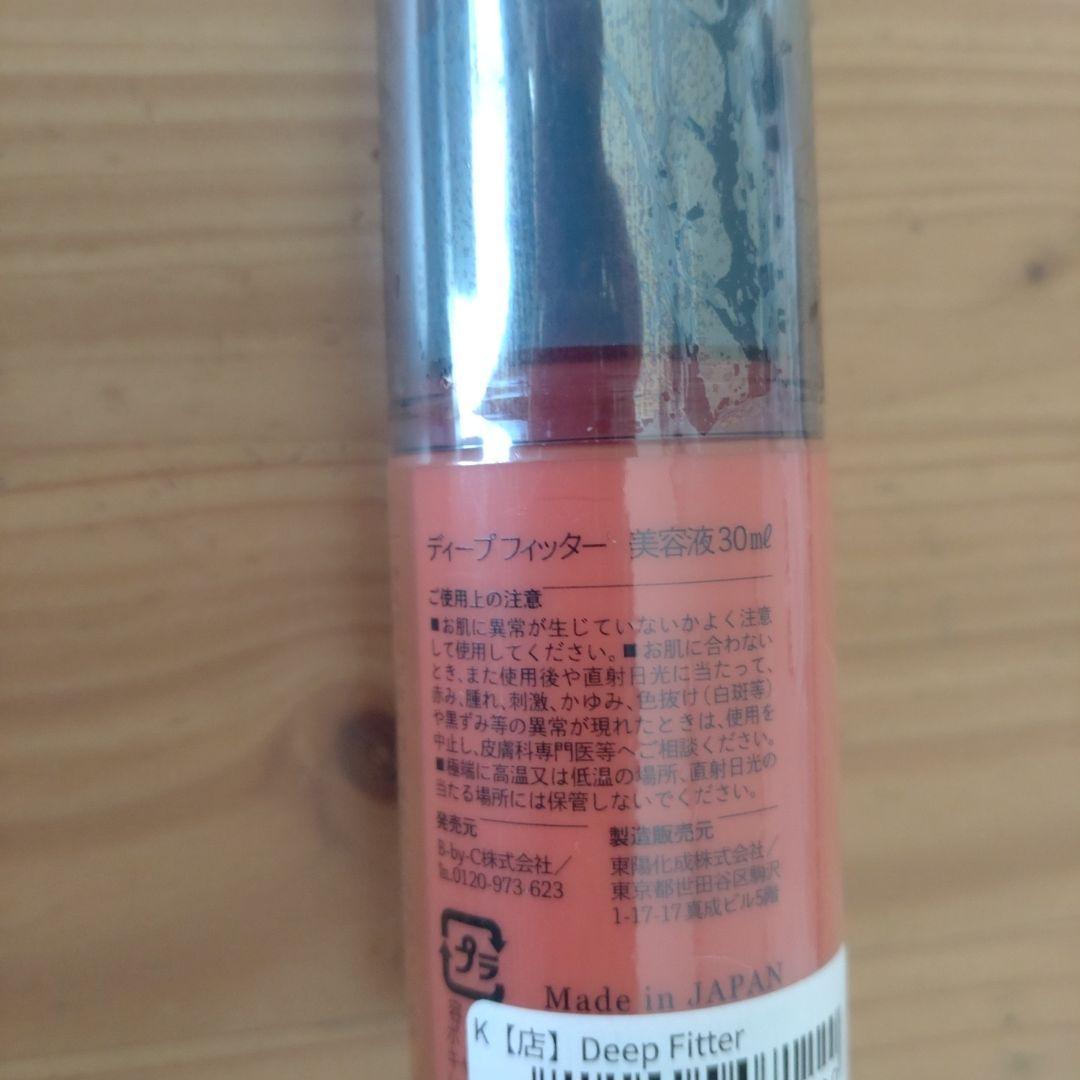 ディープフィッター 美容液30ml
ご使用上の注意
■お肌に異常が生じていないかよく注意
して使用してください。■お肌に合わない
とき、また使用後や直射日光に当たって、
赤み、腫れ、刺激、かゆみ、色抜け(白斑等)
や黒ずみ等の異常が現れたときは、使用を
中止し、皮膚科専門医等へご相談ください。
■極端に高温又は低温の場所、直射日光の
当たる場所には保管しないでください。
発売元
B-by-C株式会社/
℡0120-973-623
製造販売元
東陽化成株式会社/
東京都世田谷区駒沢
1-17-17真成ビル5階
プラ
Made in JAPAN
K【店】Deep Fitter